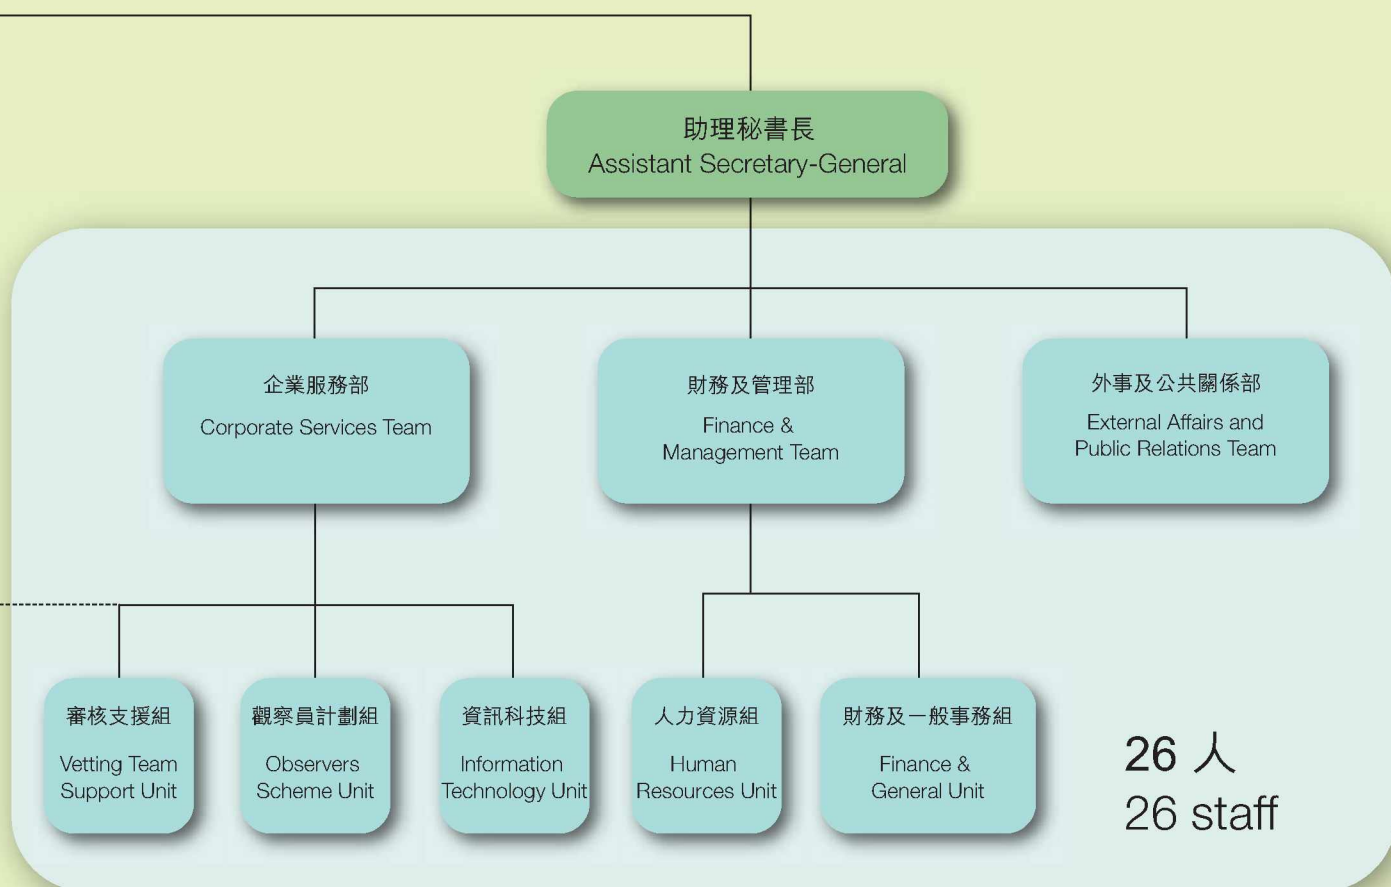 助理秘書長
Assistant Secretary-General
企業服務部
Corporate Services Team
財務及管理部
Finance &
Management Team
外事及公共關係部
External Affairs and
Public Relations Team
審核支援組
Vetting Team
Support Unit
觀察員計劃組
Observers
Scheme Unit
資訊科技組
Information
Technology Unit
人力資源組
Human
Resources Unit
財務及一般事務組
Finance &
General Unit
26 人
26 staff